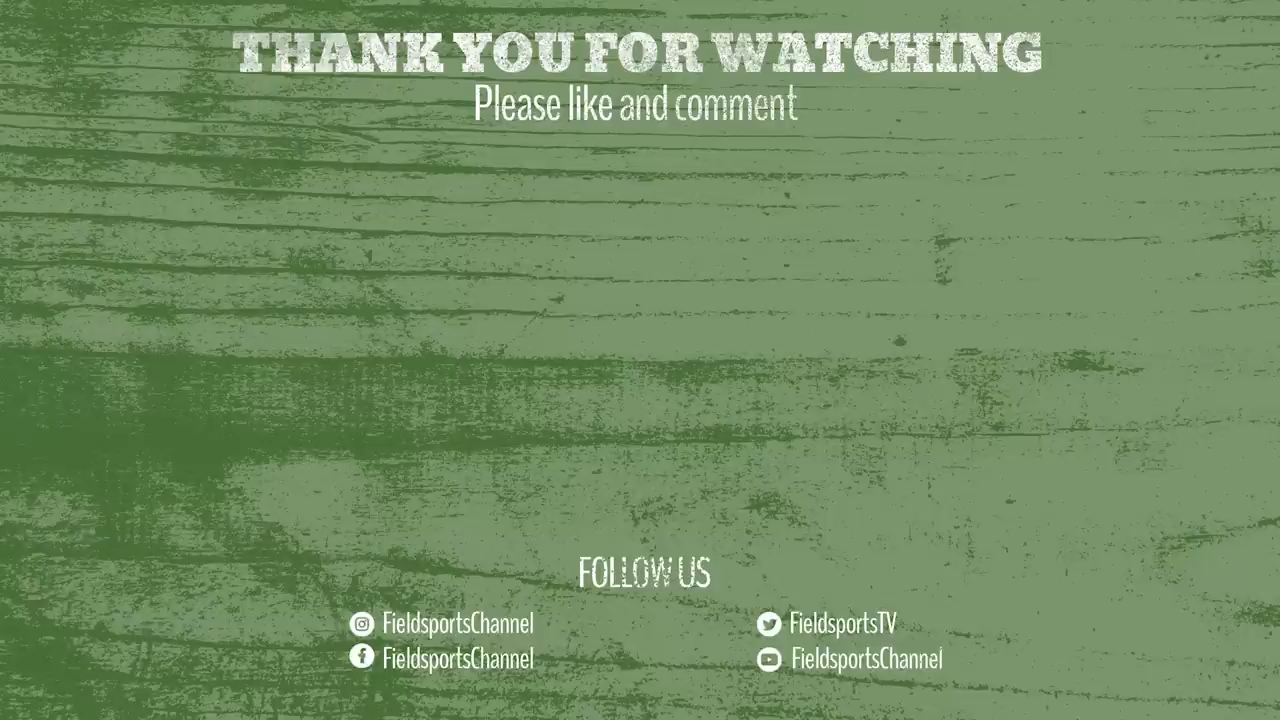 THANK YOU FOR WATCHING
Please like and comment
FOLLOW US
FieldsportsChannel
FieldsportsTV
FieldsportsChannel
FieldsportsChannel